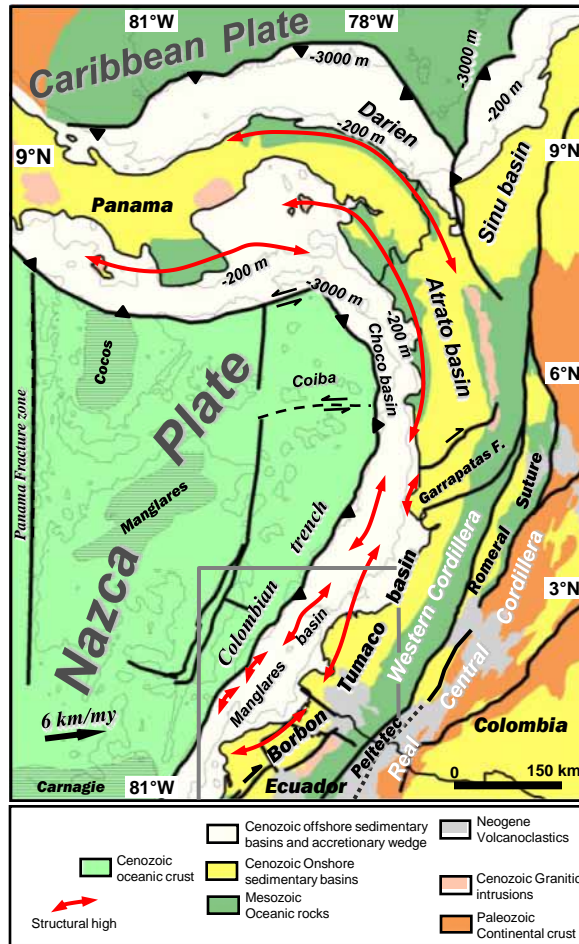 81°W
78°W
Caribbean Plate
-3000 m
-3000 m
-200 m
Darien
-200 m
9°N
9°N
Sinu basin
Panama
-200 m
-3000 m
Atrato basin
-200 m
Choco basin
Cocos
Coiba
6°N
Nazca Plate
Panama Fracture zone
Manglares
Garrapatas F.
Colombian trench
Western Cordillera
Romeral Suture
Central Cordillera
Real
3°N
Tumaco basin
Manglares basin
6 km/my
Borbon
Peltetec
Colombia
Carnagie
81°W
Ecuador
0 150 km
Cenozoic oceanic crust
Structural high
Cenozoic offshore sedimentary
basins and accretionary wedge
Cenozoic Onshore
sedimentary basins
Mesozoic
Oceanic rocks
Neogene
Volcanoclastics
Cenozoic Granitic
intrusions
Paleozoic
Continental crust